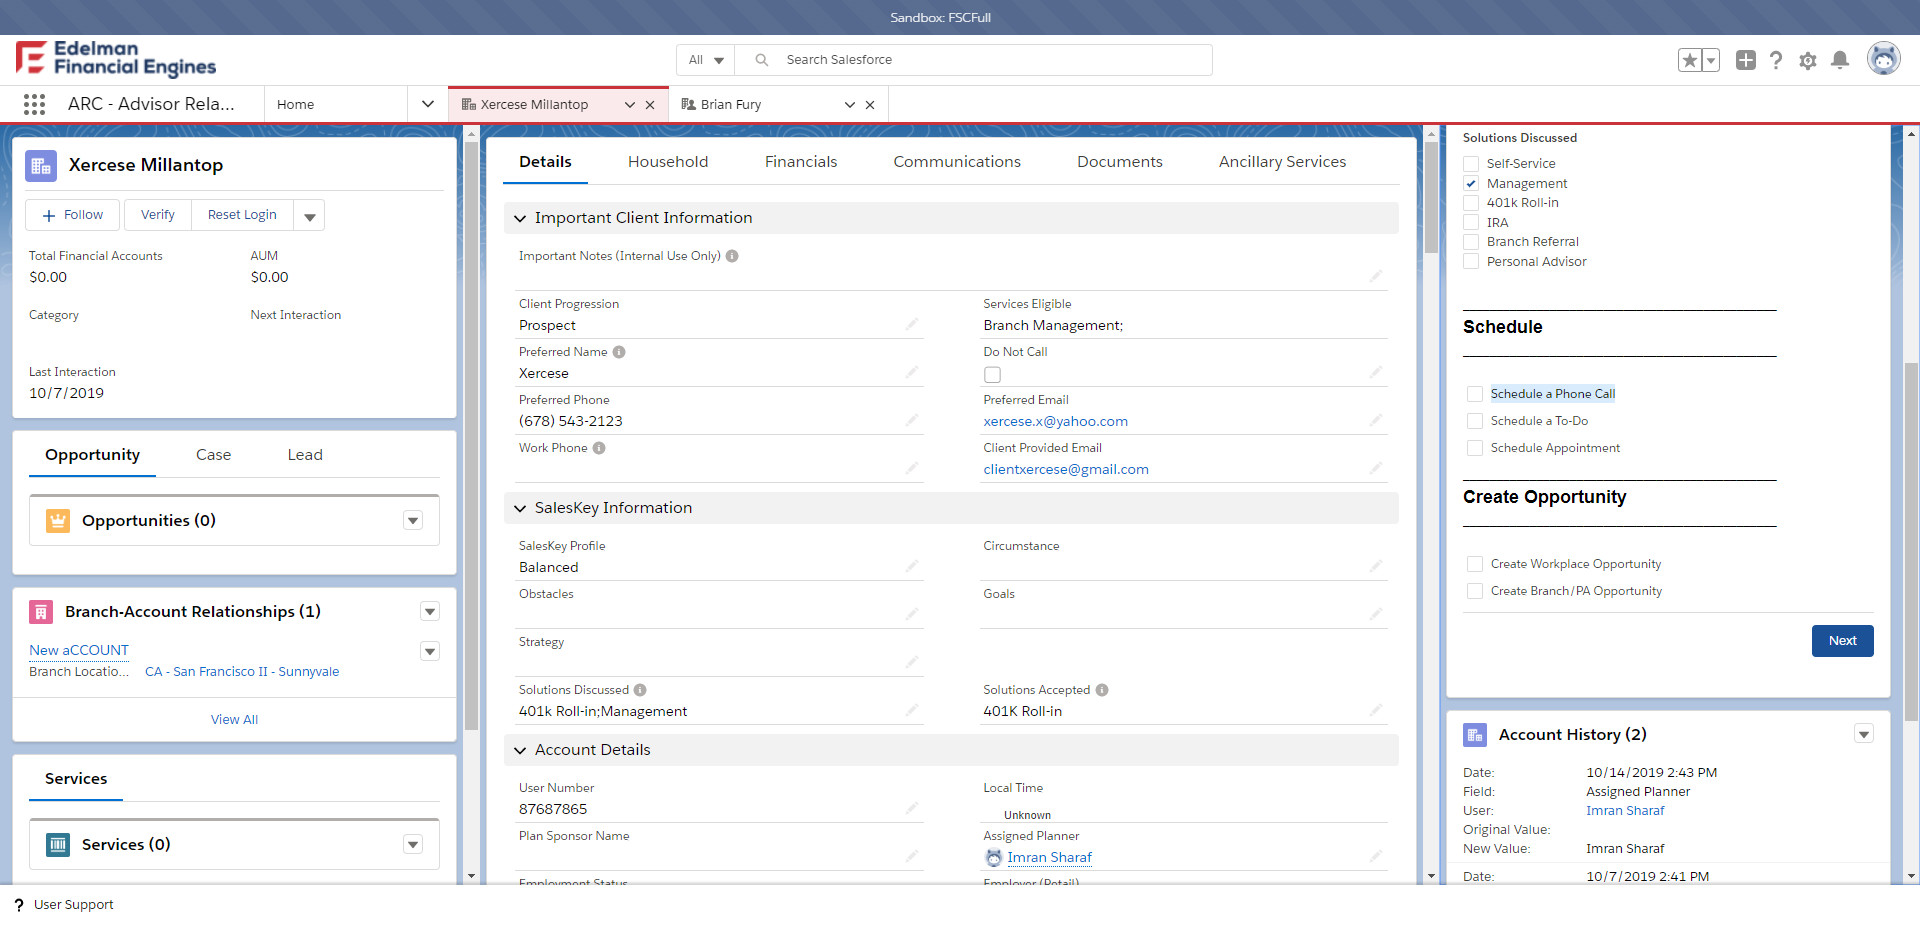 Sandbox: FSCFull
Edelman
Financial Engines
All
Search Salesforce
ARC - Advisor Rela...
Home
Xercese Millantop
Brian Fury
Xercese Millantop
Follow
Verify
Reset Login
Total Financial Accounts
AUM
$0.00
$0.00
Category
Next Interaction
Last Interaction
10/7/2019
Opportunity
Case
Lead
Opportunities (0)
Branch-Account Relationships (1)
New aCCOUNT
Branch Locatio...
CA - San Francisco II - Sunnyvale
View All
Services
Services (0)
Details
Household
Financials
Communications
Documents
Ancillary Services
Important Client Information
Important Notes (Internal Use Only)
Client Progression
Prospect
Services Eligible
Branch Management;
Preferred Name
Xercese
Do Not Call
Preferred Phone
(678) 543-2123
Preferred Email
xercese.x@yahoo.com
Work Phone
Client Provided Email
clientxercese@gmail.com
SalesKey Information
SalesKey Profile
Balanced
Circumstance
Obstacles
Goals
Strategy
Solutions Discussed
401k Roll-in;Management
Solutions Accepted
401K Roll-in
Account Details
User Number
87687865
Local Time
Unknown
Plan Sponsor Name
Assigned Planner
Imran Sharaf
Employment Status
Employer (Retail)
Solutions Discussed
Self-Service
Management
401k Roll-in
IRA
Branch Referral
Personal Advisor
Schedule
Schedule a Phone Call
Schedule a To-Do
Schedule Appointment
Create Opportunity
Create Workplace Opportunity
Create Branch/PA Opportunity
Next
Account History (2)
Date:
10/14/2019 2:43 PM
Field:
Assigned Planner
User:
Imran Sharaf
Original Value:
New Value:
Imran Sharaf
Date:
10/7/2019 2:41 PM
? User Support